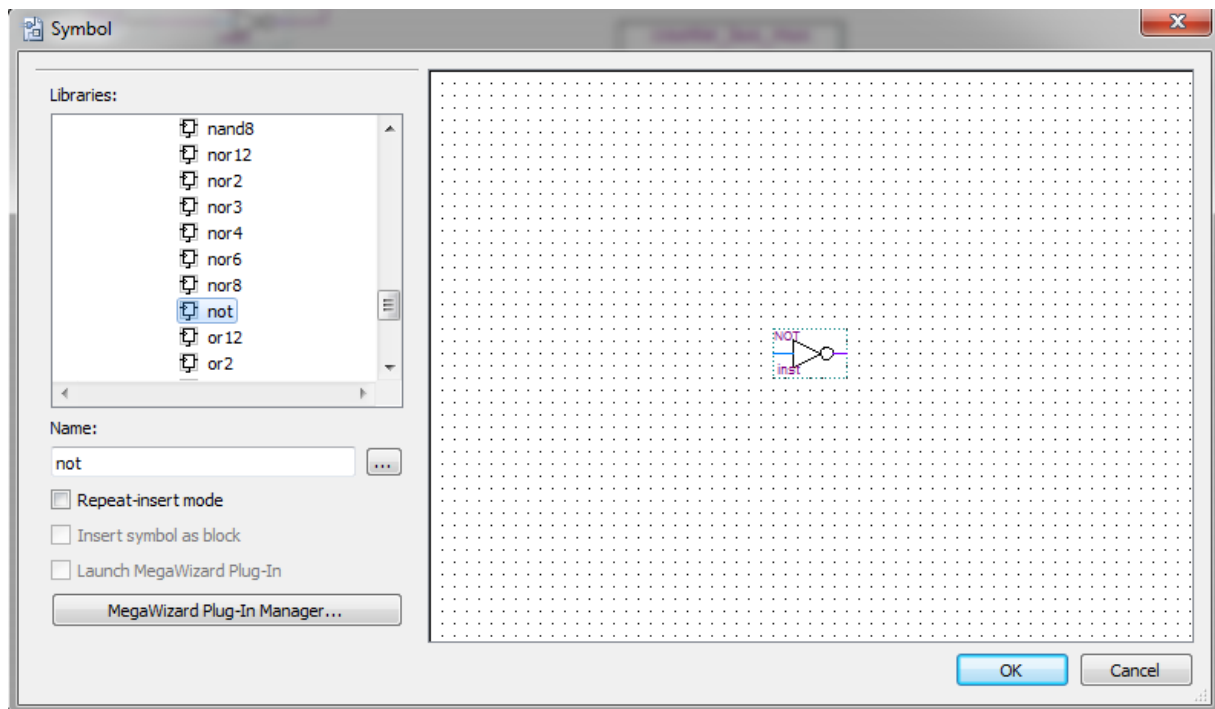 Symbol
Libraries:
nand8
nor12
nor2
nor3
nor4
nor6
nor8
not
or12
or2
Name:
not
...
Repeat-insert mode
Insert symbol as block
Launch MegaWizard Plug-In
MegaWizard Plug-In Manager...
NOT
inst
OK
Cancel